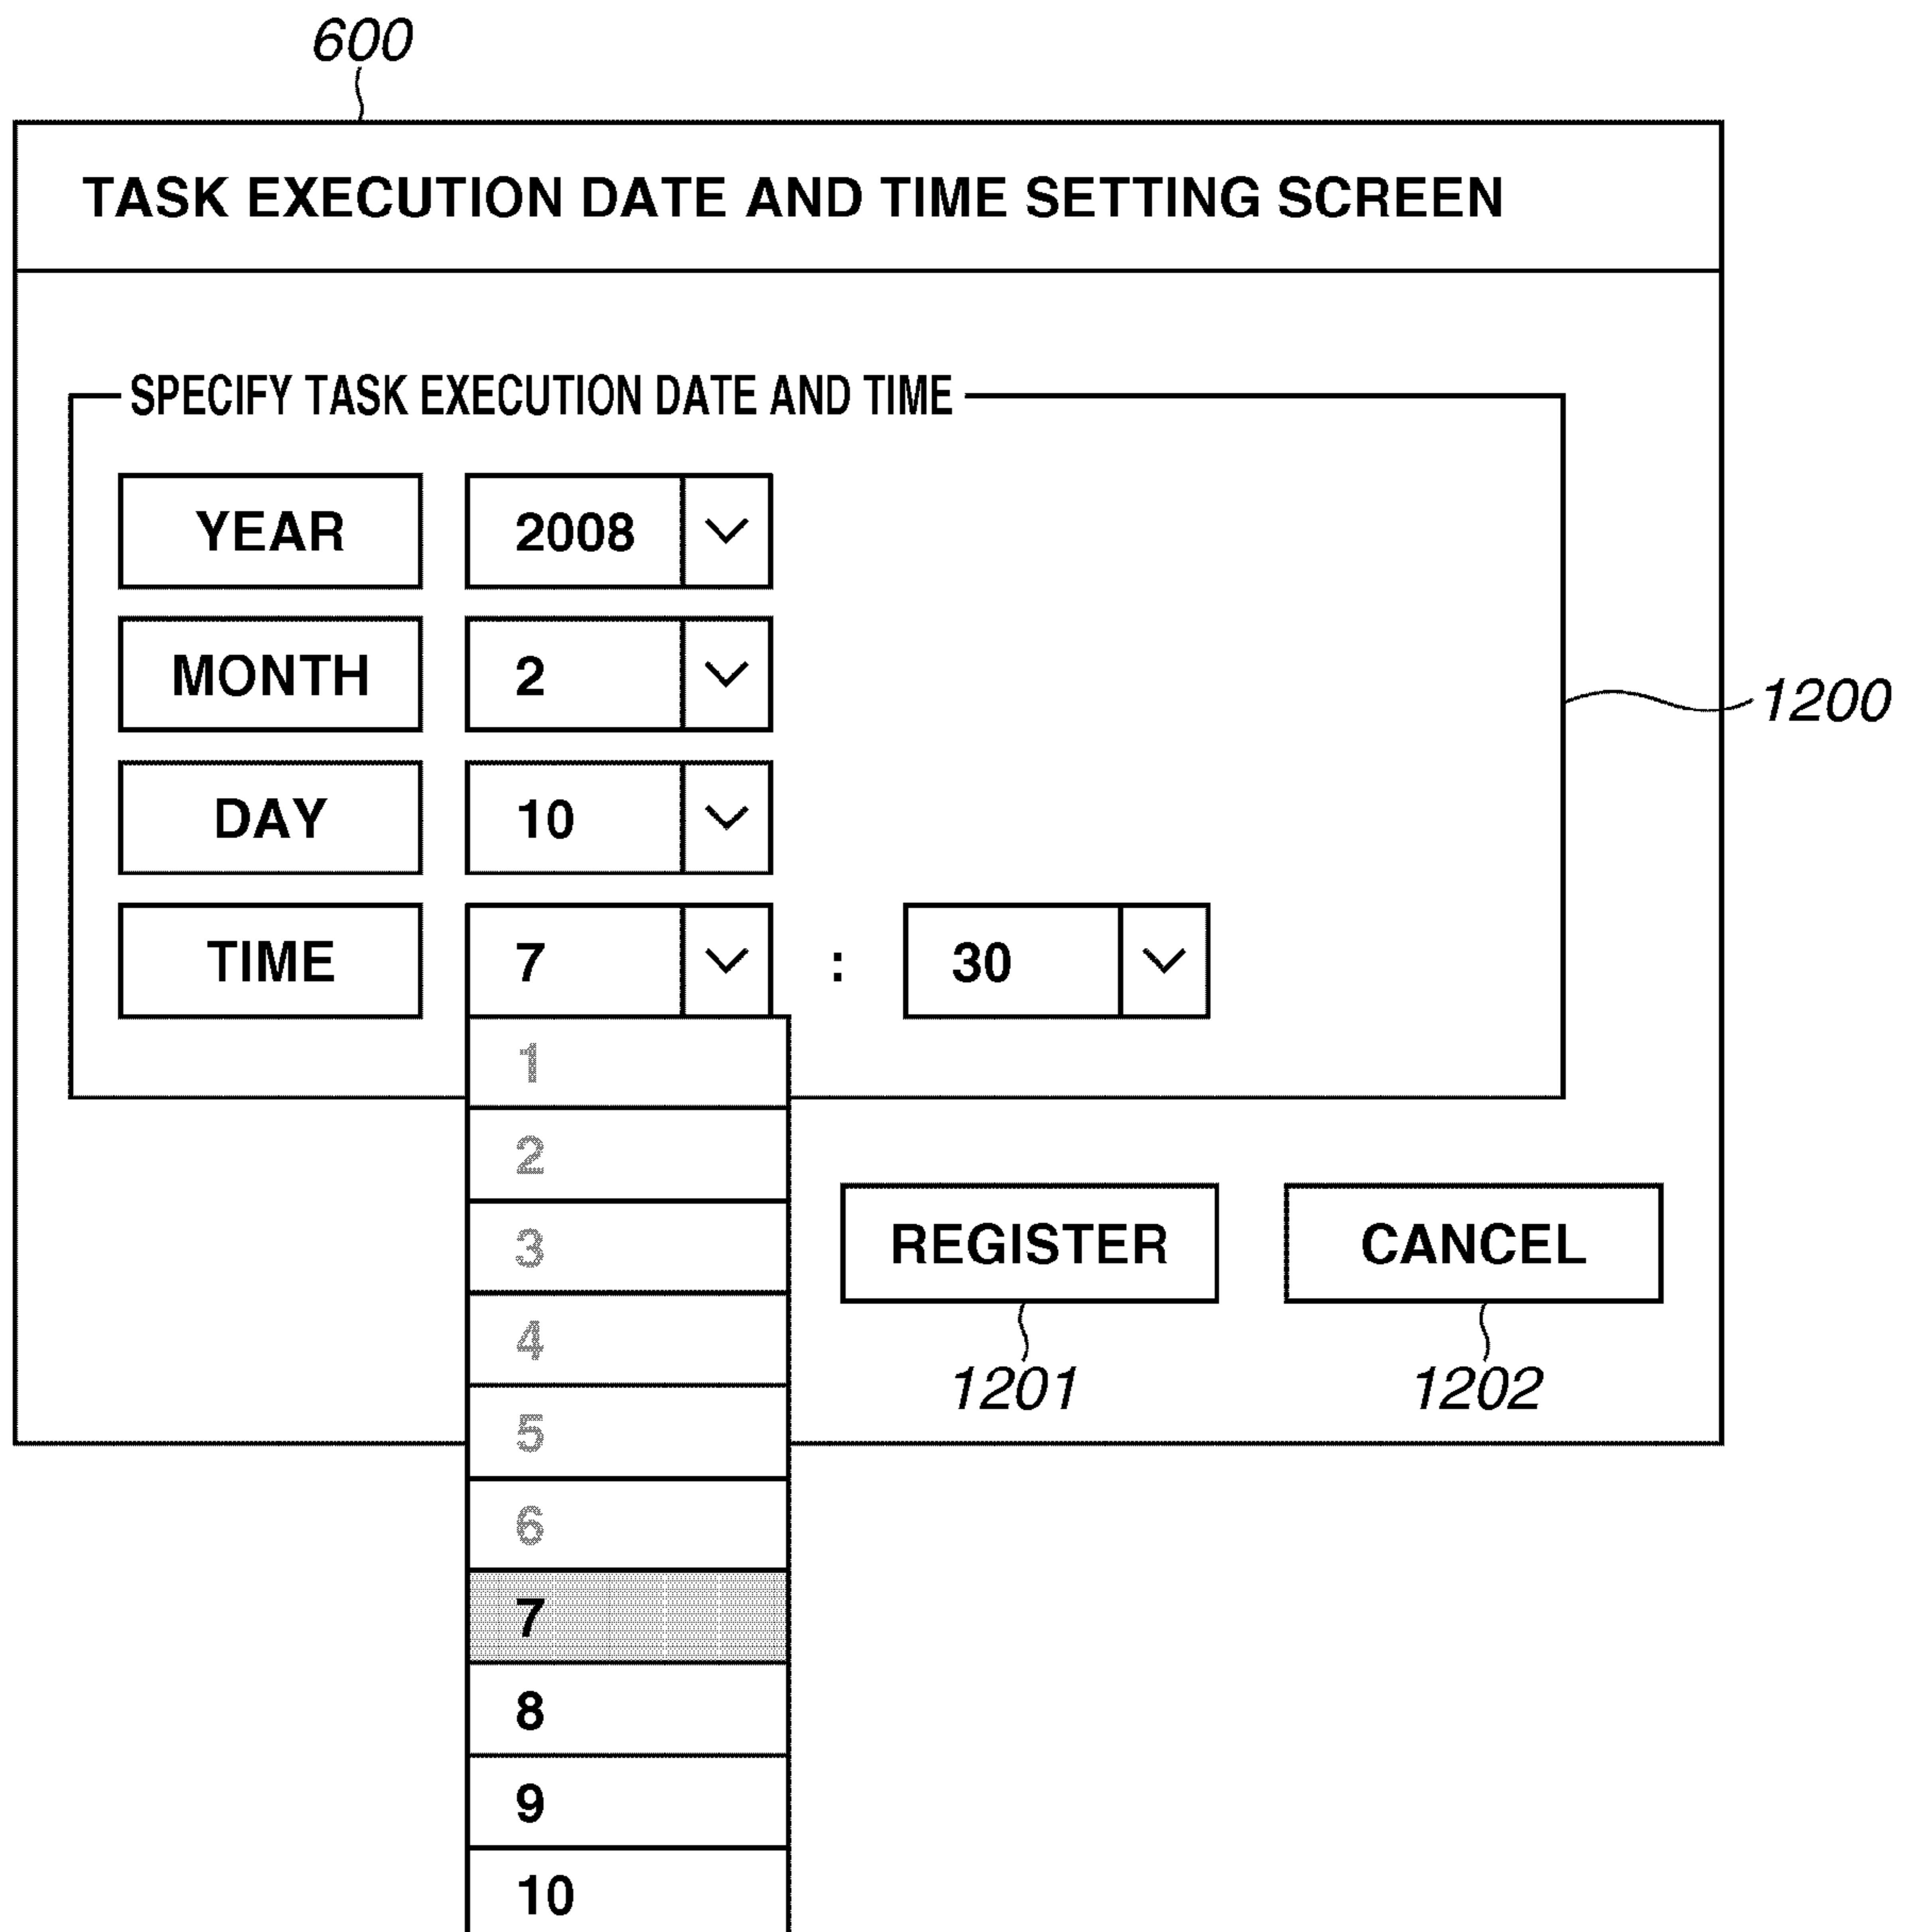 600
TASK EXECUTION DATE AND TIME SETTING SCREEN
SPECIFY TASK EXECUTION DATE AND TIME
YEAR 2008
MONTH 2
1200
DAY 10
TIME 7 : 30
1
2
3
4
5
6
7
8
9
10
REGISTER CANCEL
1201 1202